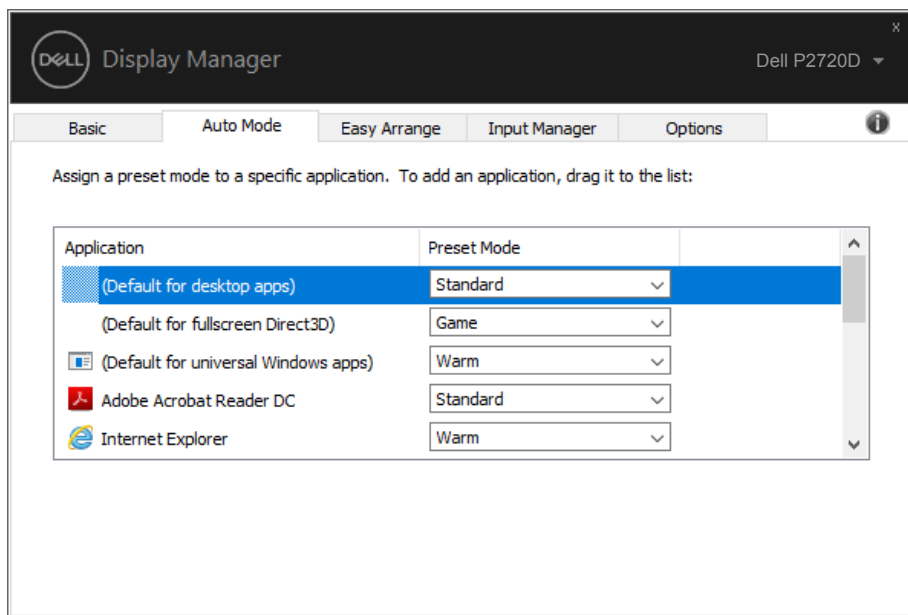 x
DELL Display Manager Dell P2720D
Basic Auto Mode Easy Arrange Input Manager Options
Assign a preset mode to a specific application. To add an application, drag it to the list:
Application Preset Mode
(Default for desktop apps) Standard
(Default for fullscreen Direct3D) Game
(Default for universal Windows apps) Warm
Adobe Acrobat Reader DC Standard
Internet Explorer Warm